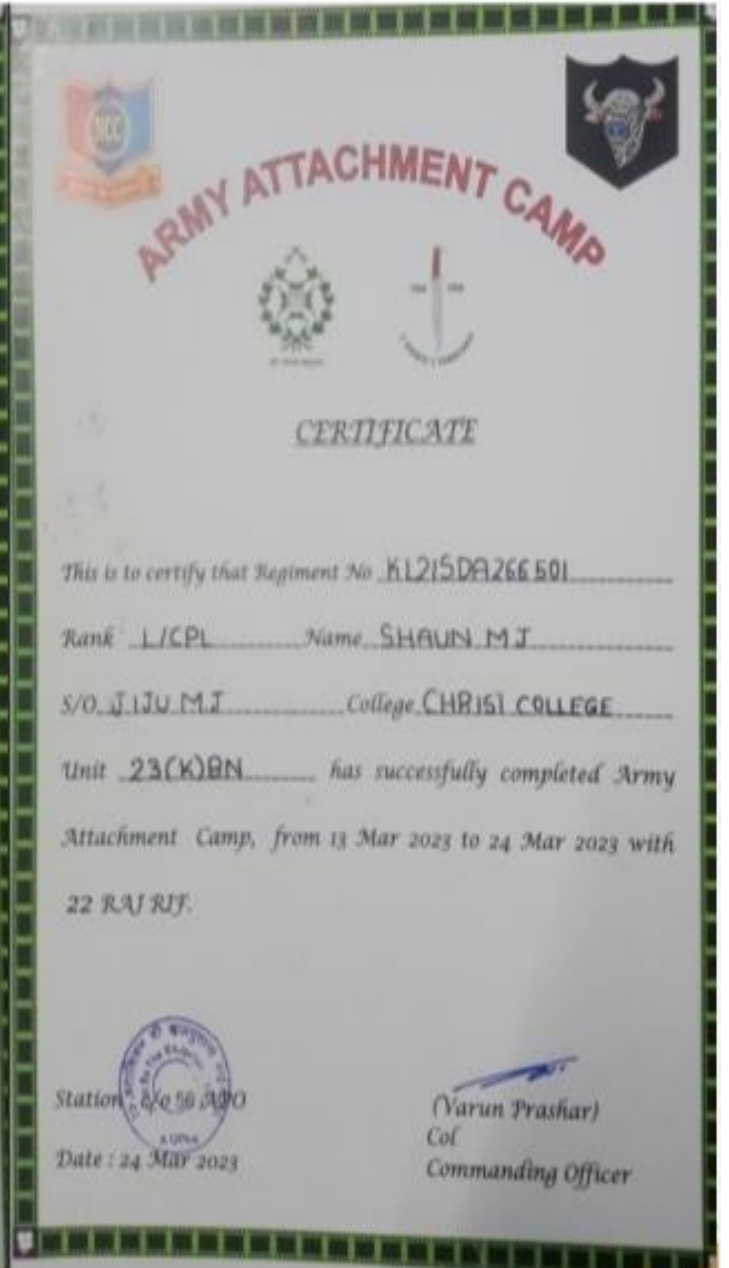 NCC
ARMY ATTACHMENT CAMP
CERTIFICATE
This is to certify that Regiment No KL21SDA266501
Rank L/CPL Name SHAUN M J
S/O JIJU M J College CHRIST COLLEGE
Unit 23(K)BN has successfully completed Army
Attachment Camp, from 13 Mar 2023 to 24 Mar 2023 with
22 RAJ RIF.
Station c/o 56 APO
Date : 24 Mar 2023
(Varun Prashar)
Col
Commanding Officer